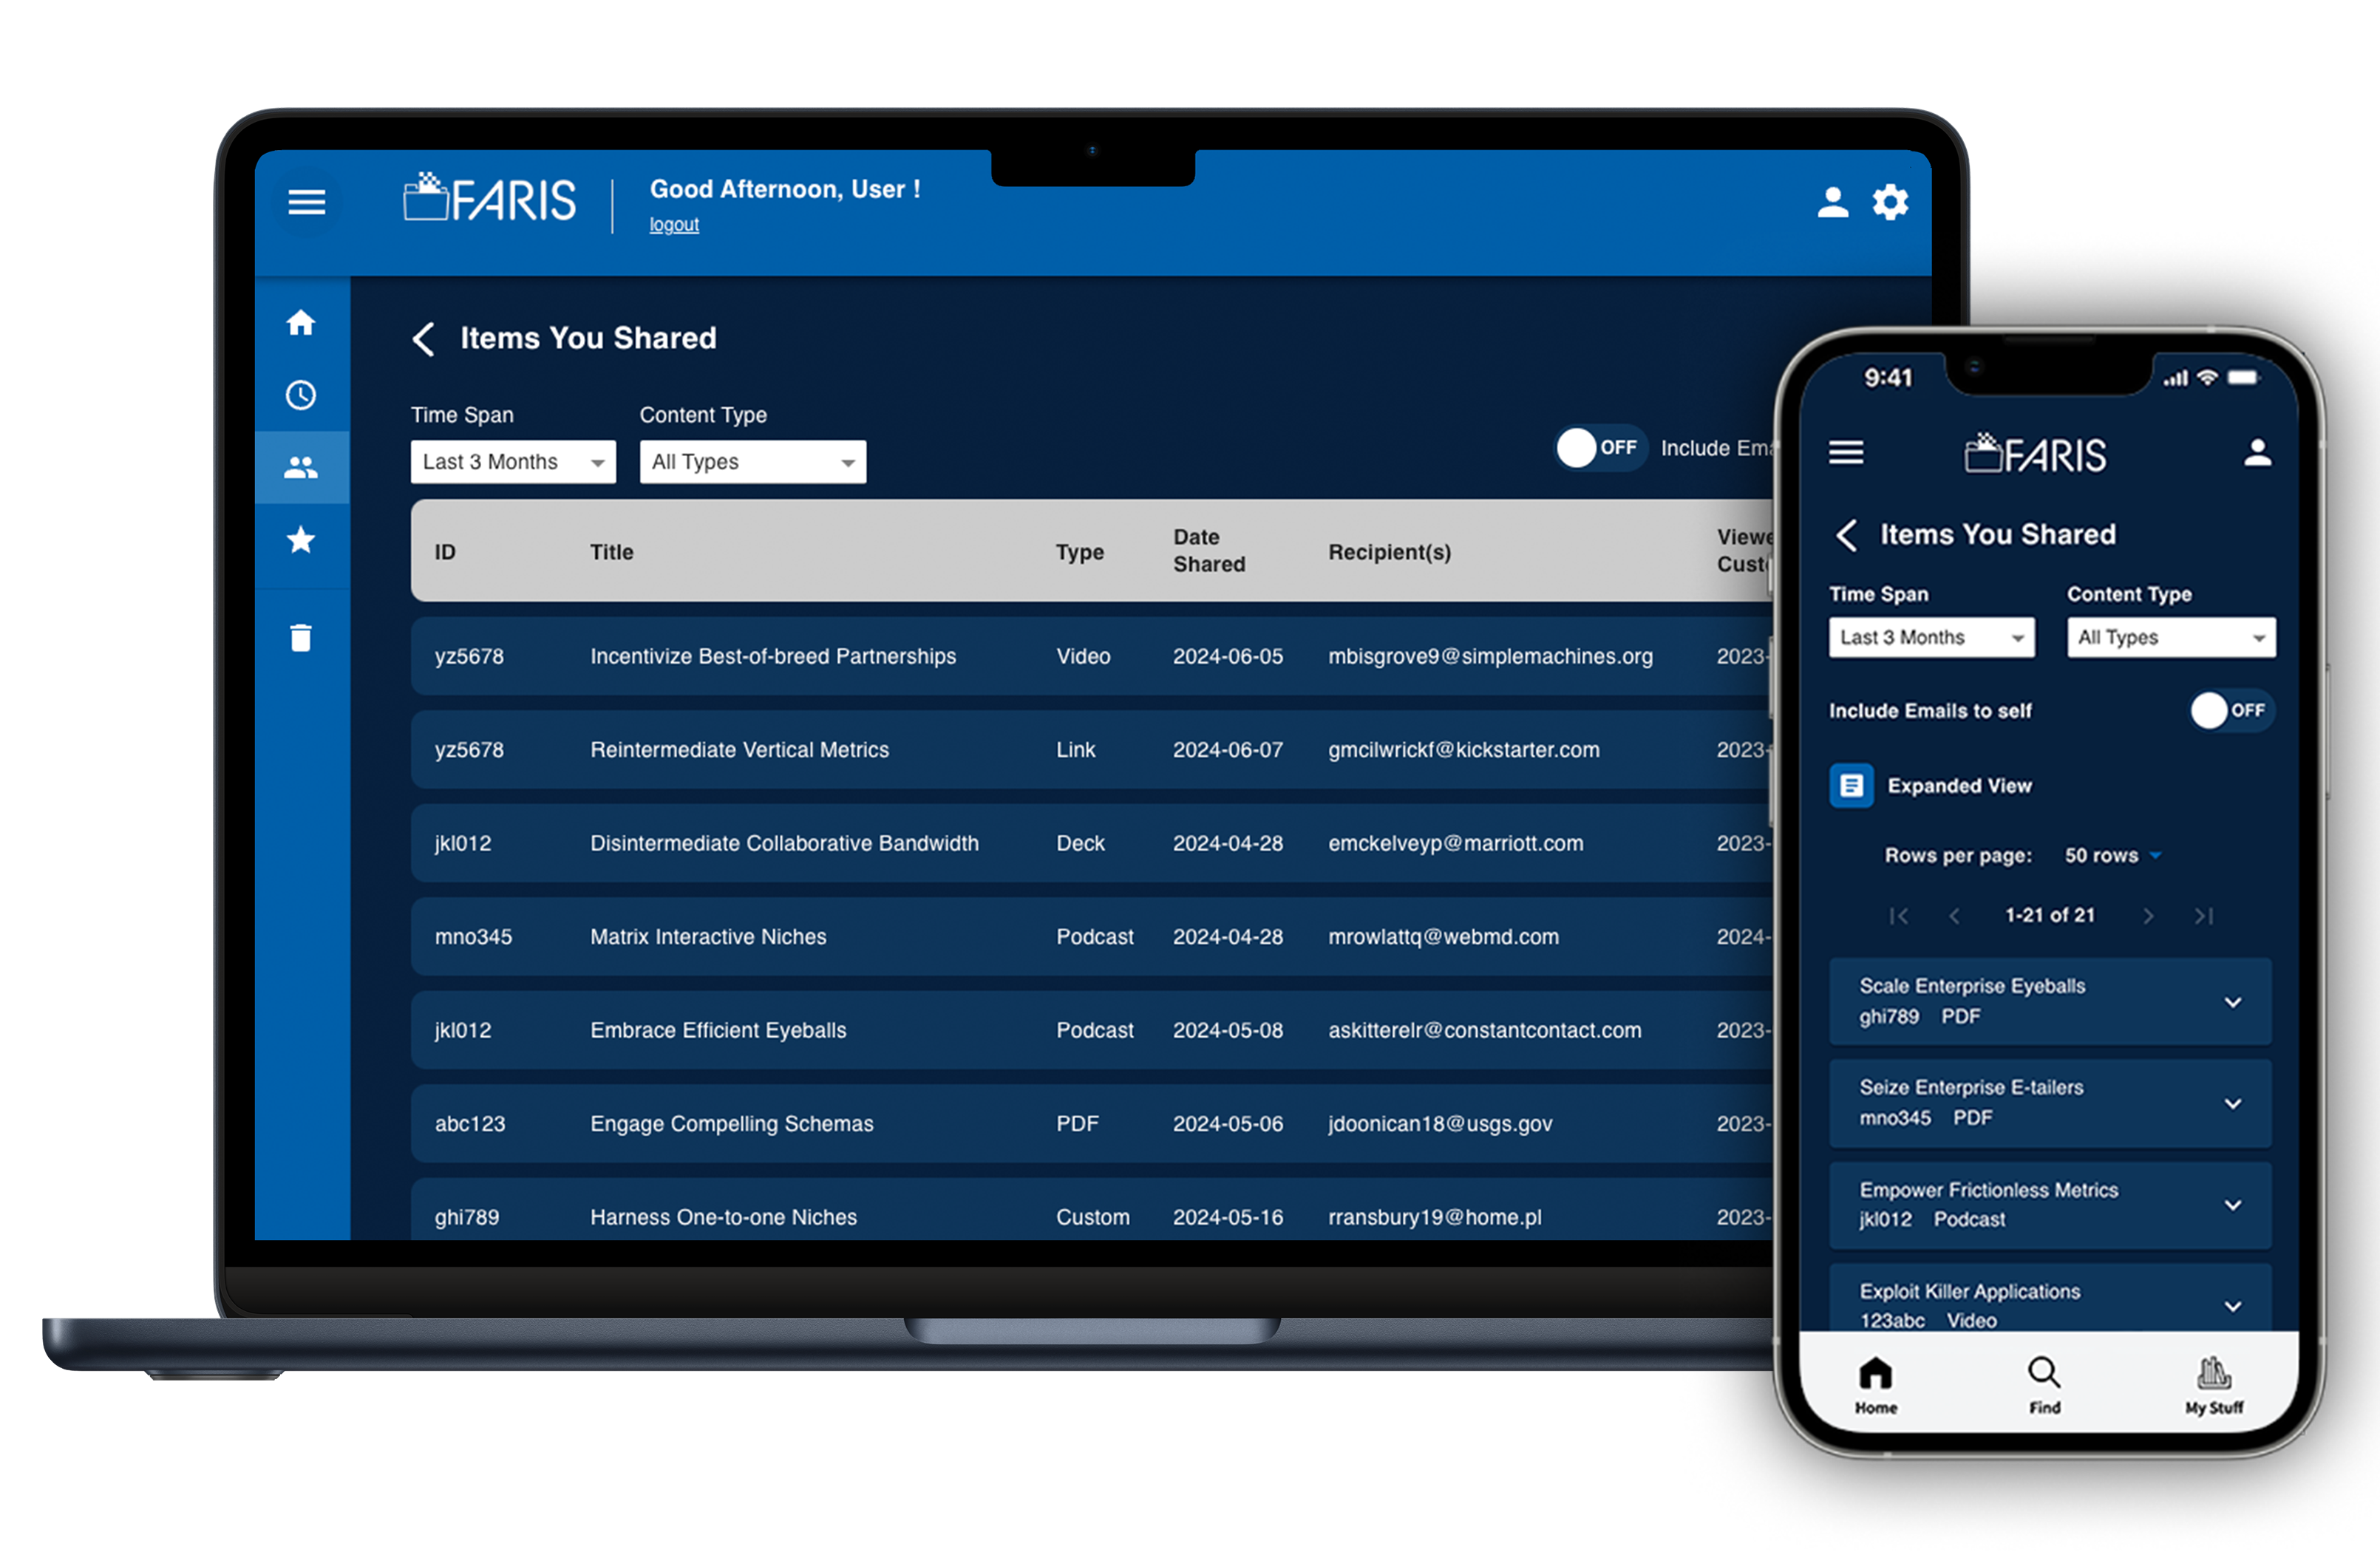 FARIS
Good Afternoon, User !
logout
Items You Shared
Time Span
Content Type
Last 3 Months
All Types
OFF
Include
ID
Title
Type
Date
Shared
Recipient(s)
yz5678 Incentivize Best-of-breed Partnerships Video 2024-06-05 mbisgrove9@simplemachines.org 2023-
yz5678 Reintermediate Vertical Metrics Link 2024-06-07 gmcilwrickf@kickstarter.com 2023-
jkl012 Disintermediate Collaborative Bandwidth Deck 2024-04-28 emckelveyp@marriott.com 2023-
mno345 Matrix Interactive Niches Podcast 2024-04-28 mrowlattq@webmd.com 2024-
jkl012 Embrace Efficient Eyeballs Podcast 2024-05-08 askitterelr@constantcontact.com 2023-
abc123 Engage Compelling Schemas PDF 2024-05-06 jdoonican18@usgs.gov 2023-
ghi789 Harness One-to-one Niches Custom 2024-05-16 rransbury19@home.pl 2023-
9:41
FARIS
Items You Shared
Time Span
Content Type
Last 3 Months
All Types
Include Emails to self
OFF
Expanded View
Rows per page: 50 rows
1-21 of 21
Scale Enterprise Eyeballs
ghi789 PDF
Seize Enterprise E-tailers
mno345 PDF
Empower Frictionless Metrics
jkl012 Podcast
Exploit Killer Applications
123abc Video
Home
Find
My Stuff